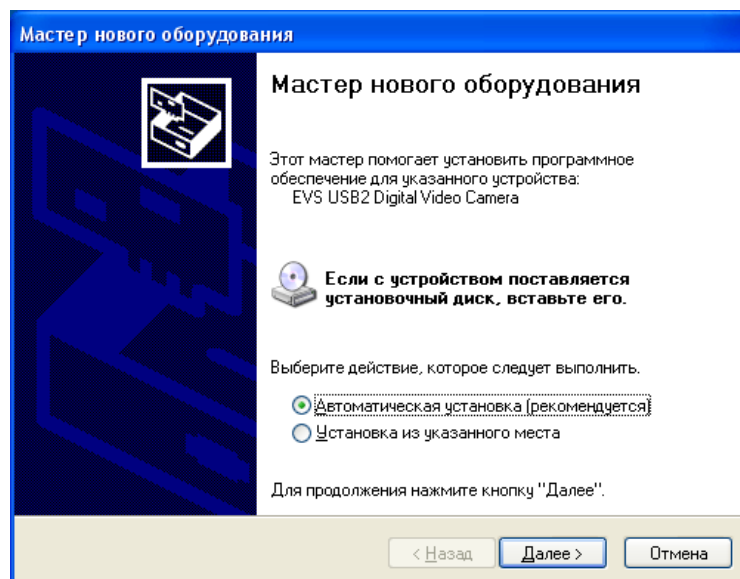 Мастер нового оборудования
Мастер нового оборудования
Этот мастер помогает установить программное
обеспечение для указанного устройства:
EVS USB2 Digital Video Camera
Если с устройством поставляется
установочный диск, вставьте его.
Выберите действие, которое следует выполнить.
Автоматическая установка (рекомендуется)
Установка из указанного места
Для продолжения нажмите кнопку "Далее".
< Назад Далее > Отмена